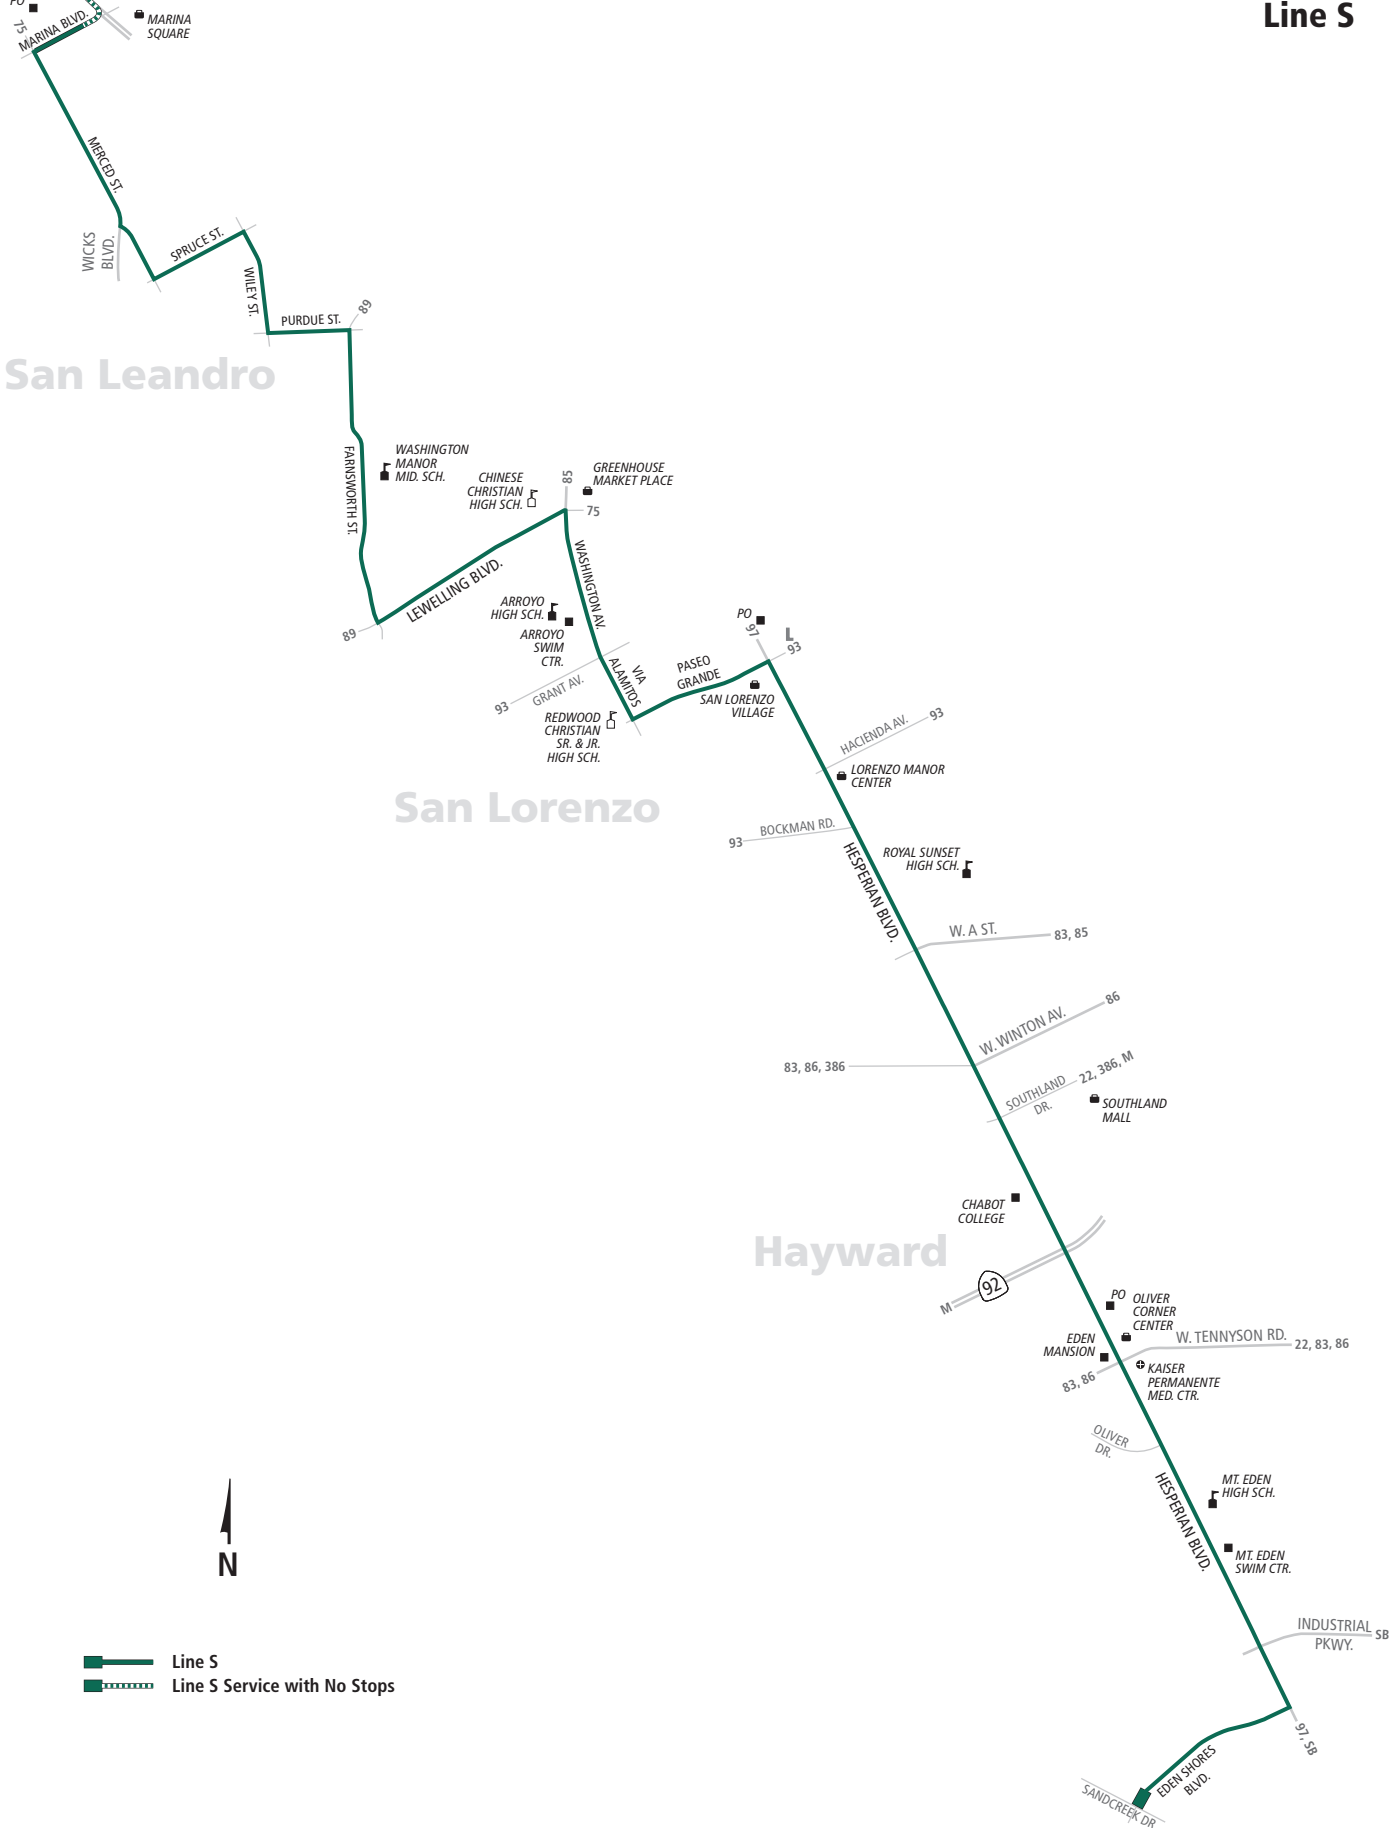 Line S
PO
75
MARINA BLVD.
MARINA
SQUARE
MERCED ST.
WICKS
BLVD.
SPRUCE ST.
WILEY ST.
PURDUE ST.
89
San Leandro
FARNSWORTH ST.
WASHINGTON
MANOR
MID. SCH.
CHINESE
CHRISTIAN
HIGH SCH.
85
GREENHOUSE
MARKET PLACE
75
LEWELLING BLVD.
89
WASHINGTON AV.
ARROYO
HIGH SCH.
ARROYO
SWIM
CTR.
93
GRANT AV.
VIA
ALAMITOS
REDWOOD
CHRISTIAN
SR. & JR.
HIGH SCH.
PASEO
GRANDE
PO
97
L
93
SAN LORENZO
VILLAGE
HACIENDA AV.
93
LORENZO MANOR
CENTER
San Lorenzo
93
BOCKMAN RD.
HESPERIAN BLVD.
ROYAL SUNSET
HIGH SCH.
W. A ST.
83, 85
W. WINTON AV.
86
83, 86, 386
SOUTHLAND
DR.
22, 386, M
SOUTHLAND
MALL
CHABOT
COLLEGE
Hayward
M
92
PO
OLIVER
CORNER
CENTER
EDEN
MANSION
W. TENNYSON RD.
22, 83, 86
83, 86
KAISER
PERMANENTE
MED. CTR.
OLIVER
DR.
HESPERIAN BLVD.
MT. EDEN
HIGH SCH.
MT. EDEN
SWIM CTR.
INDUSTRIAL
PKWY.
SB
97, SB
EDEN SHORES
BLVD.
SANDCREEK DR
N
Line S
Line S Service with No Stops